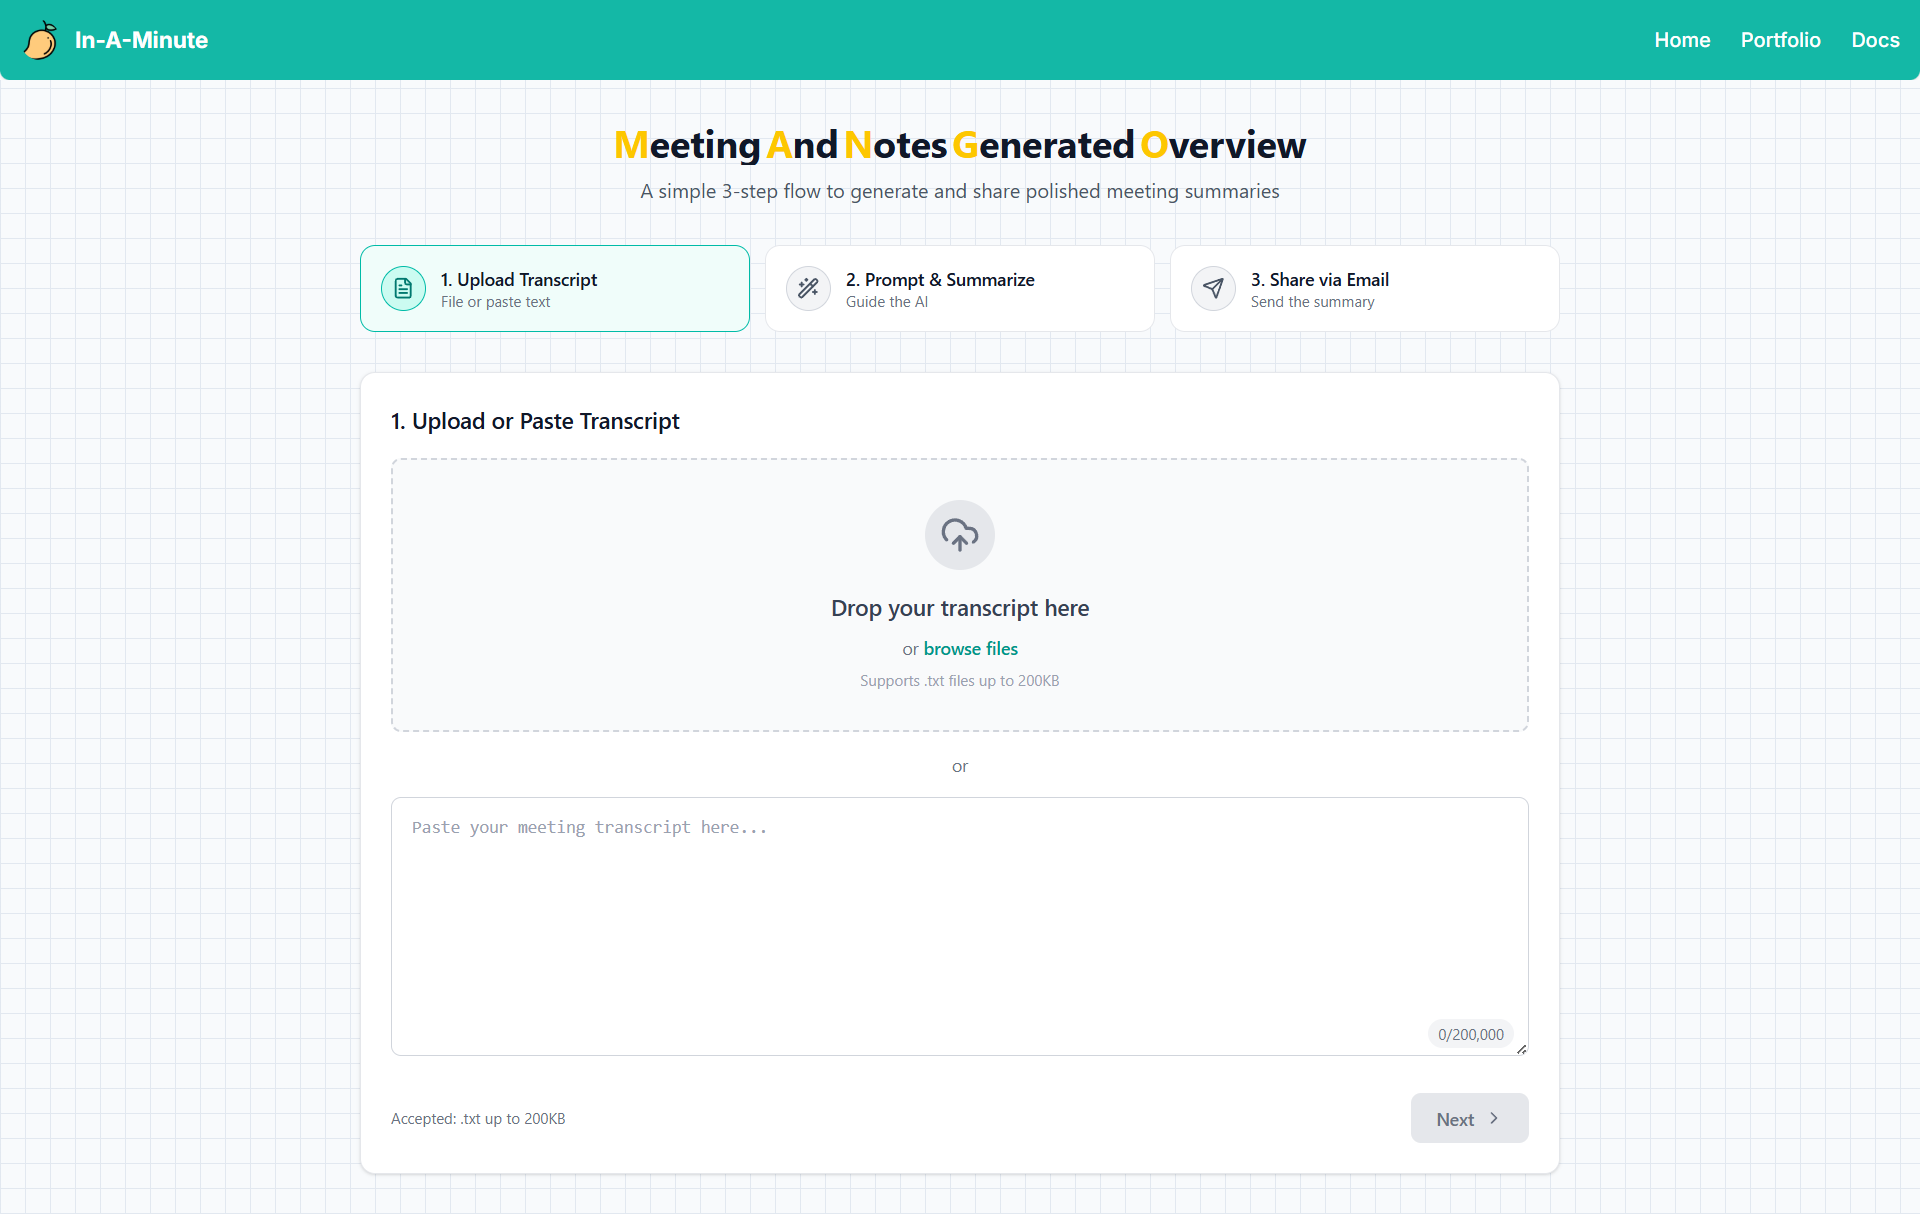 In-A-Minute
Home Portfolio Docs
Meeting And Notes Generated Overview
A simple 3-step flow to generate and share polished meeting summaries
1. Upload Transcript
File or paste text
2. Prompt & Summarize
Guide the AI
3. Share via Email
Send the summary
1. Upload or Paste Transcript
Drop your transcript here
or browse files
Supports .txt files up to 200KB
or
Paste your meeting transcript here...
0/200,000
Accepted: .txt up to 200KB
Next